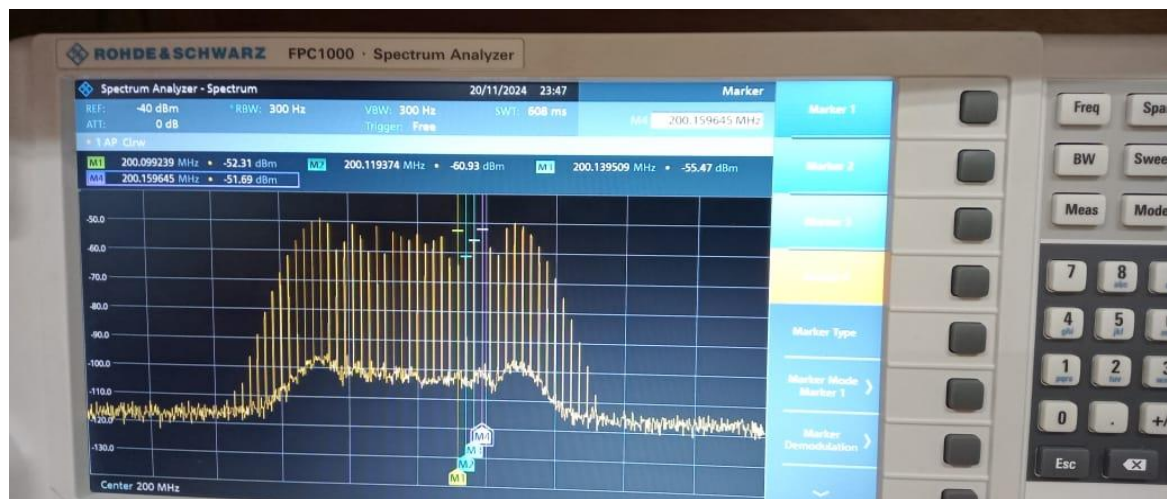 ROHDE&SCHWARZ FPC1000 · Spectrum Analyzer
Spectrum Analyzer - Spectrum 20/11/2024 23:47 Marker
REF: -40 dBm *RBW: 300 Hz VBW: 300 Hz SWT: 608 ms
ATT: 0 dB Trigger: Free M4 200.159645 MHz
1 AP Clrw
M1 200.099239 MHz • -52.31 dBm M2 200.119374 MHz • -60.93 dBm 200.139509 MHz • -55.47 dBm
M4 200.159645 MHz • -51.69 dBm
-50.0
-60.0
-70.0
-80.0
-90.0
-100.0
-110.0
-120.0
-130.0
M4
M3
M2
M1
Center 200 MHz
Marker 1
Marker 2
Marker 3
Marker Type
Marker Mode
Marker 1
Marker
Demodulation
Freq
BW Sweep
Meas Mode
7 8
4 5
1 2 3
0 . +/
Esc